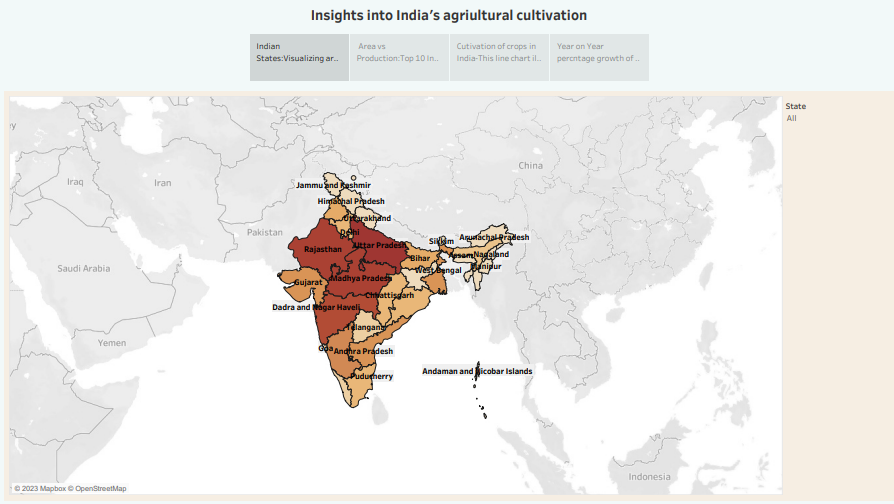 Insights into India's agriultural cultivation
Indian
States:Visualizing ar..
Area vs
Production:Top 10 In..
Cutivation of crops in
India-This line chart il..
Year on Year
percntage growth of ..
State
All
Iraq
Iran
China
Pakistan
Saudi Arabia
Yemen
Indonesia
Jammu and Kashmir
Himachal Pradesh
Uttarakhand
Delhi
Rajasthan
Uttar Pradesh
Sikkim
Arunachal Pradesh
Bihar
Assam
Nagaland
Manipur
West Bengal
Gujarat
Madhya Pradesh
Chhattisgarh
Dadra and Nagar Haveli
Telangana
Goa
Andhra Pradesh
Puducherry
Andaman and Nicobar Islands
© 2023 Mapbox © OpenStreetMap